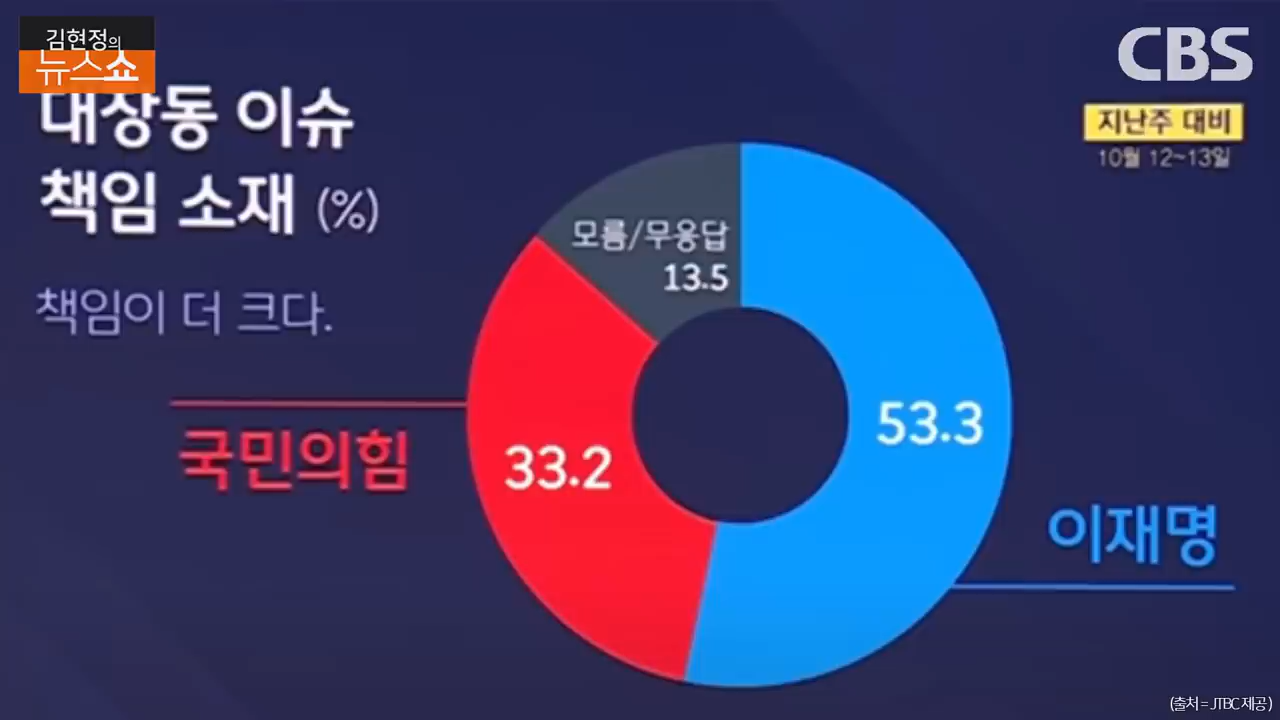 김현정의
뉴스쇼
CBS
대장동 이슈
책임 소재 (%)
책임이 더 크다.
지난주 대비
10월 12~13일
모름/무응답
13.5
53.3
33.2
국민의힘
이재명
(출처 = JTBC 제공)